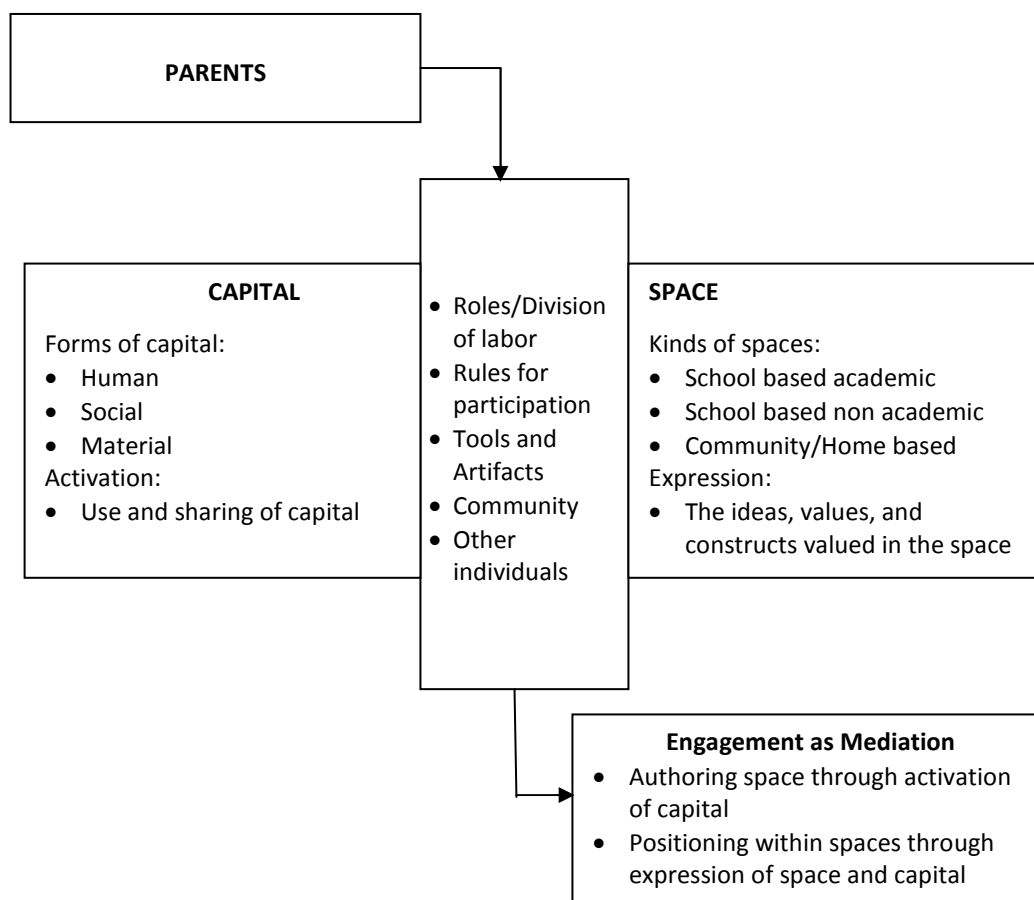 PARENTS
CAPITAL
Forms of capital:
• Human
• Social
• Material
Activation:
• Use and sharing of capital
• Roles/Division
of labor
• Rules for
participation
• Tools and
Artifacts
• Community
• Other
individuals
SPACE
Kinds of spaces:
• School based academic
• School based non academic
• Community/Home based
Expression:
• The ideas, values, and
constructs valued in the space
Engagement as Mediation
• Authoring space through activation
of capital
• Positioning within spaces through
expression of space and capital